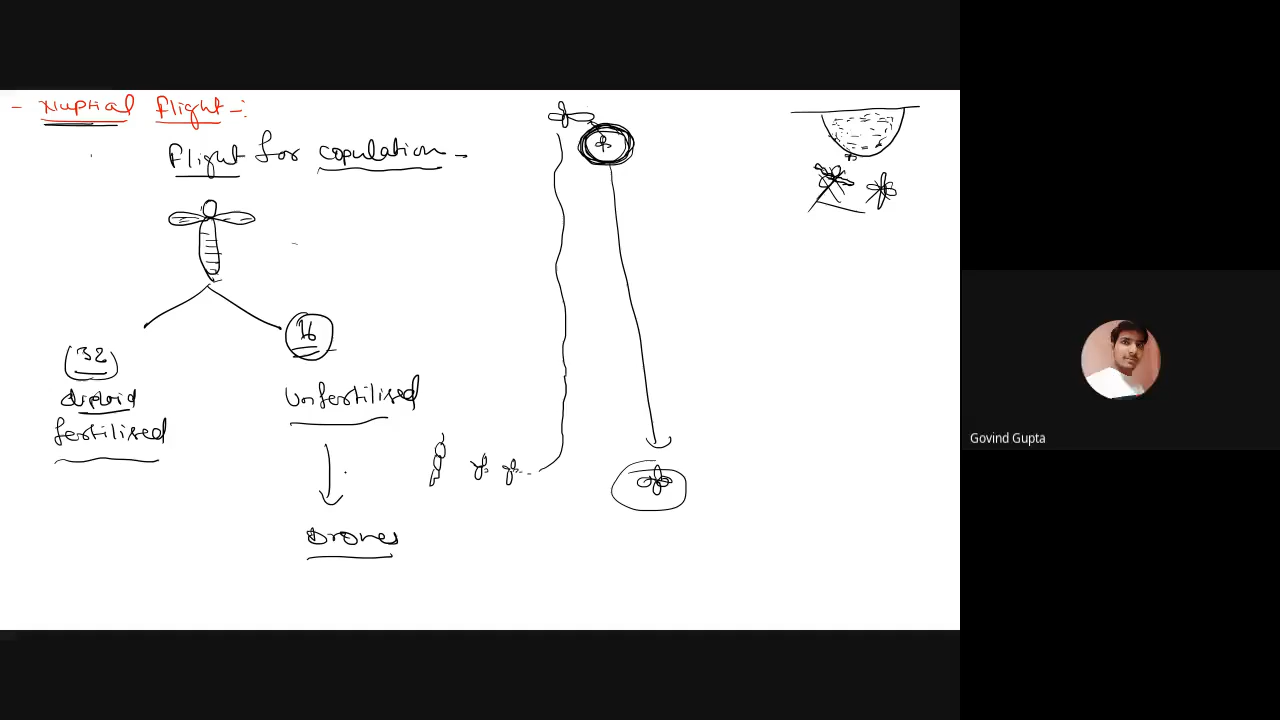 - Nuptial flight -:
flight for copulation -
32
diploid
fertilised
16
Unfertilised
Drones
Govind Gupta